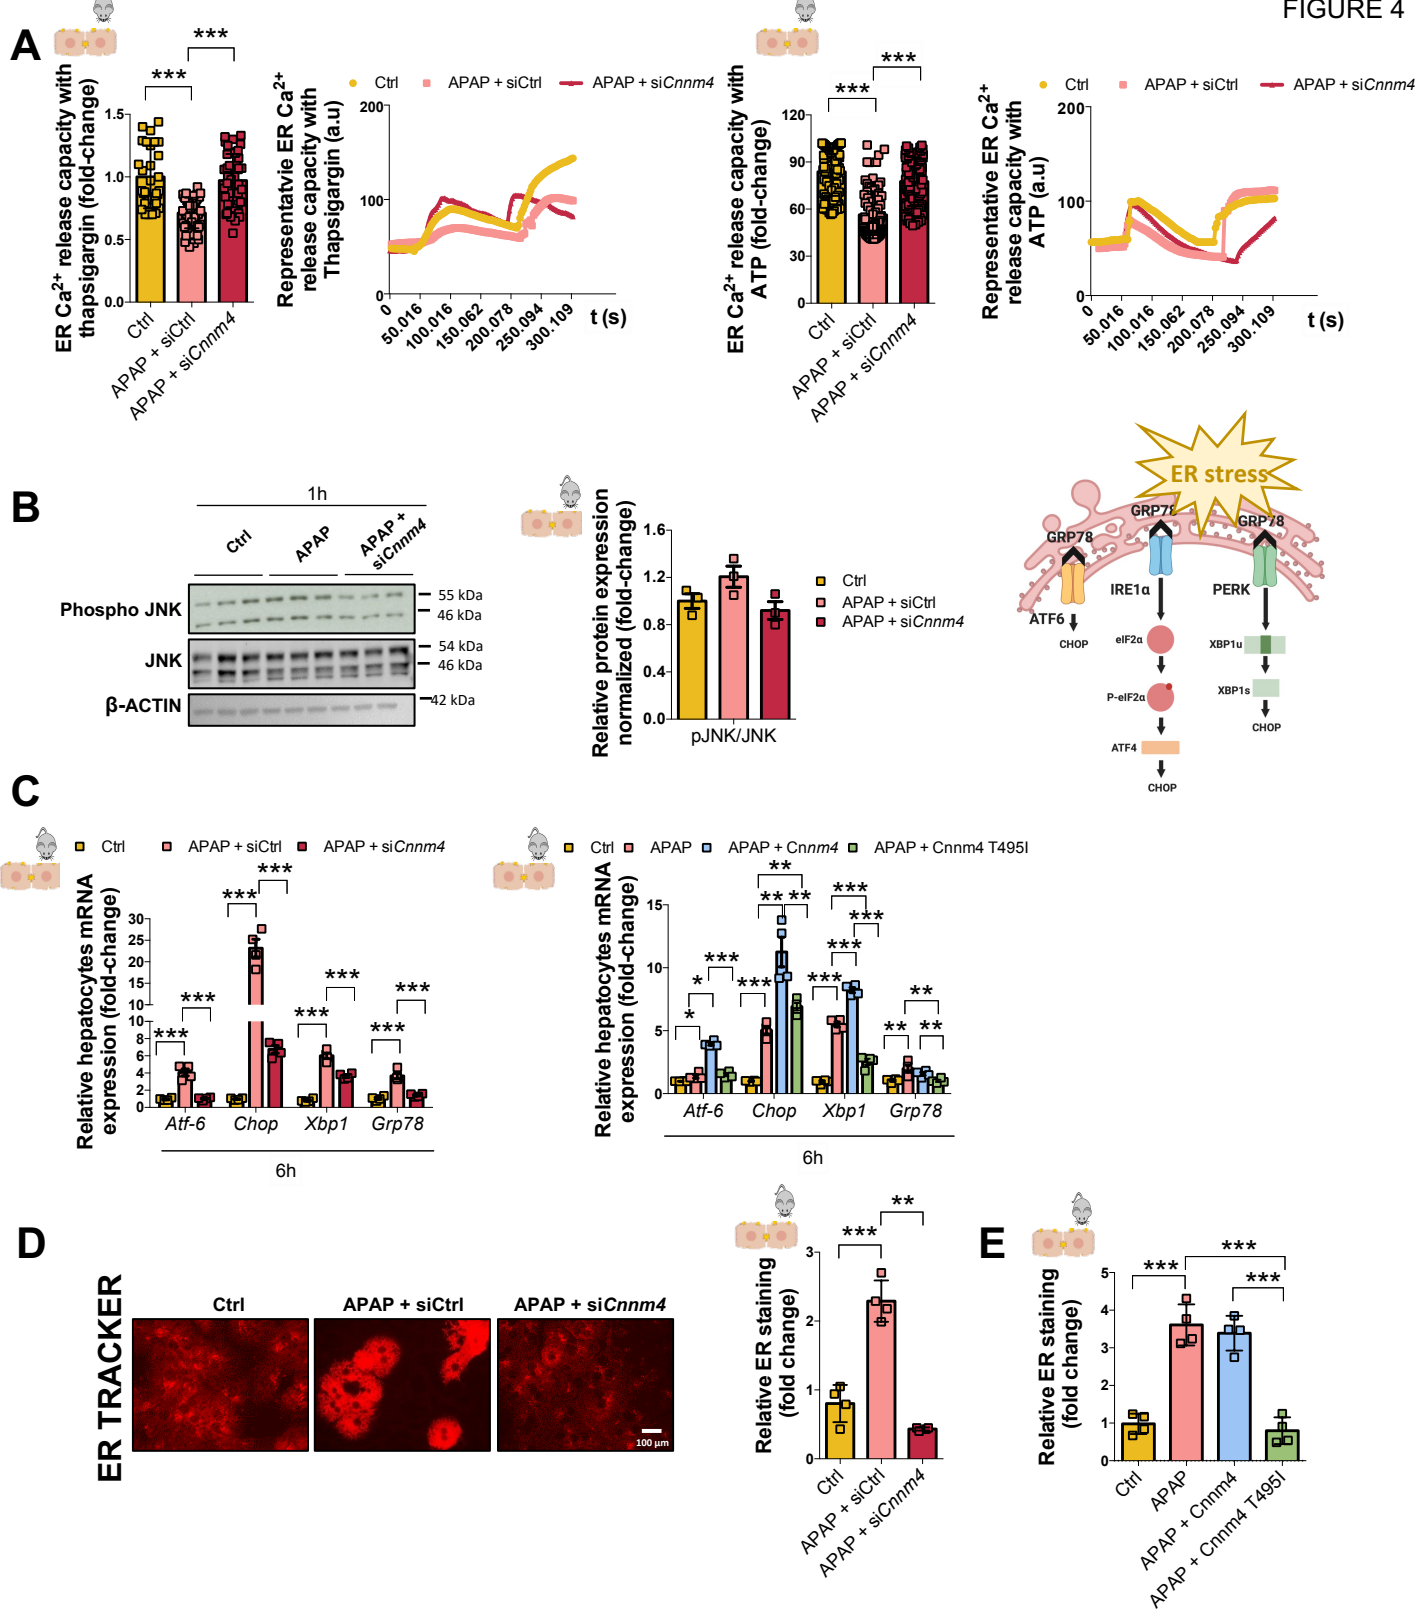 FIGURE 4
A
ER Ca2+ release capacity with
thapsigargin (fold-change)
1.5
1.0
0.5
0.0
***
***
Ctrl
APAP + siCtrl
APAP + siCnnm4
Ctrl
APAP + siCtrl
APAP + siCnnm4
Representatvie ER Ca2+
release capacity with
Thapsigargin (a.u)
200
100
0
0
50.016
100.016
150.062
200.078
250.094
300.109
t (s)
ER Ca2+ release capacity with
ATP (fold-change)
120
90
60
30
0
***
***
Ctrl
APAP + siCtrl
APAP + siCnnm4
Ctrl
APAP + siCtrl
APAP + siCnnm4
Representative ER Ca2+
release capacity with
ATP (a.u)
200
100
0
0
50.016
100.016
150.062
200.078
250.094
300.109
t (s)
B
1h
Ctrl
APAP
APAP +
siCnnm4
Phospho JNK
55 kDa
46 kDa
JNK
54 kDa
46 kDa
β-ACTIN
42 kDa
Relative protein expression
normalized (fold-change)
1.6
1.2
0.8
0.4
0.0
pJNK/JNK
Ctrl
APAP + siCtrl
APAP + siCnnm4
ER stress
GRP78
GRP78
GRP78
ATF6
CHOP
IRE1α
eIF2α
P-eIF2α
ATF4
CHOP
PERK
XBP1u
XBP1s
CHOP
C
Ctrl
APAP + siCtrl
APAP + siCnnm4
Relative hepatocytes mRNA
expression (fold-change)
30
25
20
15
10
10
8
6
4
2
0
***
***
***
***
***
***
***
***
Atf-6
Chop
Xbp1
Grp78
6h
Ctrl
APAP
APAP + Cnnm4
APAP + Cnnm4 T495I
Relative hepatocytes mRNA
expression (fold-change)
15
10
5
0
*
*
***
***
**
**
**
***
***
***
***
**
**
**
Atf-6
Chop
Xbp1
Grp78
6h
D
ER TRACKER
Ctrl
APAP + siCtrl
APAP + siCnnm4
100 µm
Relative ER staining
(fold change)
3
2
1
0
***
**
Ctrl
APAP + siCtrl
APAP + siCnnm4
E
Relative ER staining
(fold change)
5
4
3
2
1
0
***
***
***
Ctrl
APAP
APAP + Cnnm4
APAP + Cnnm4 T495I